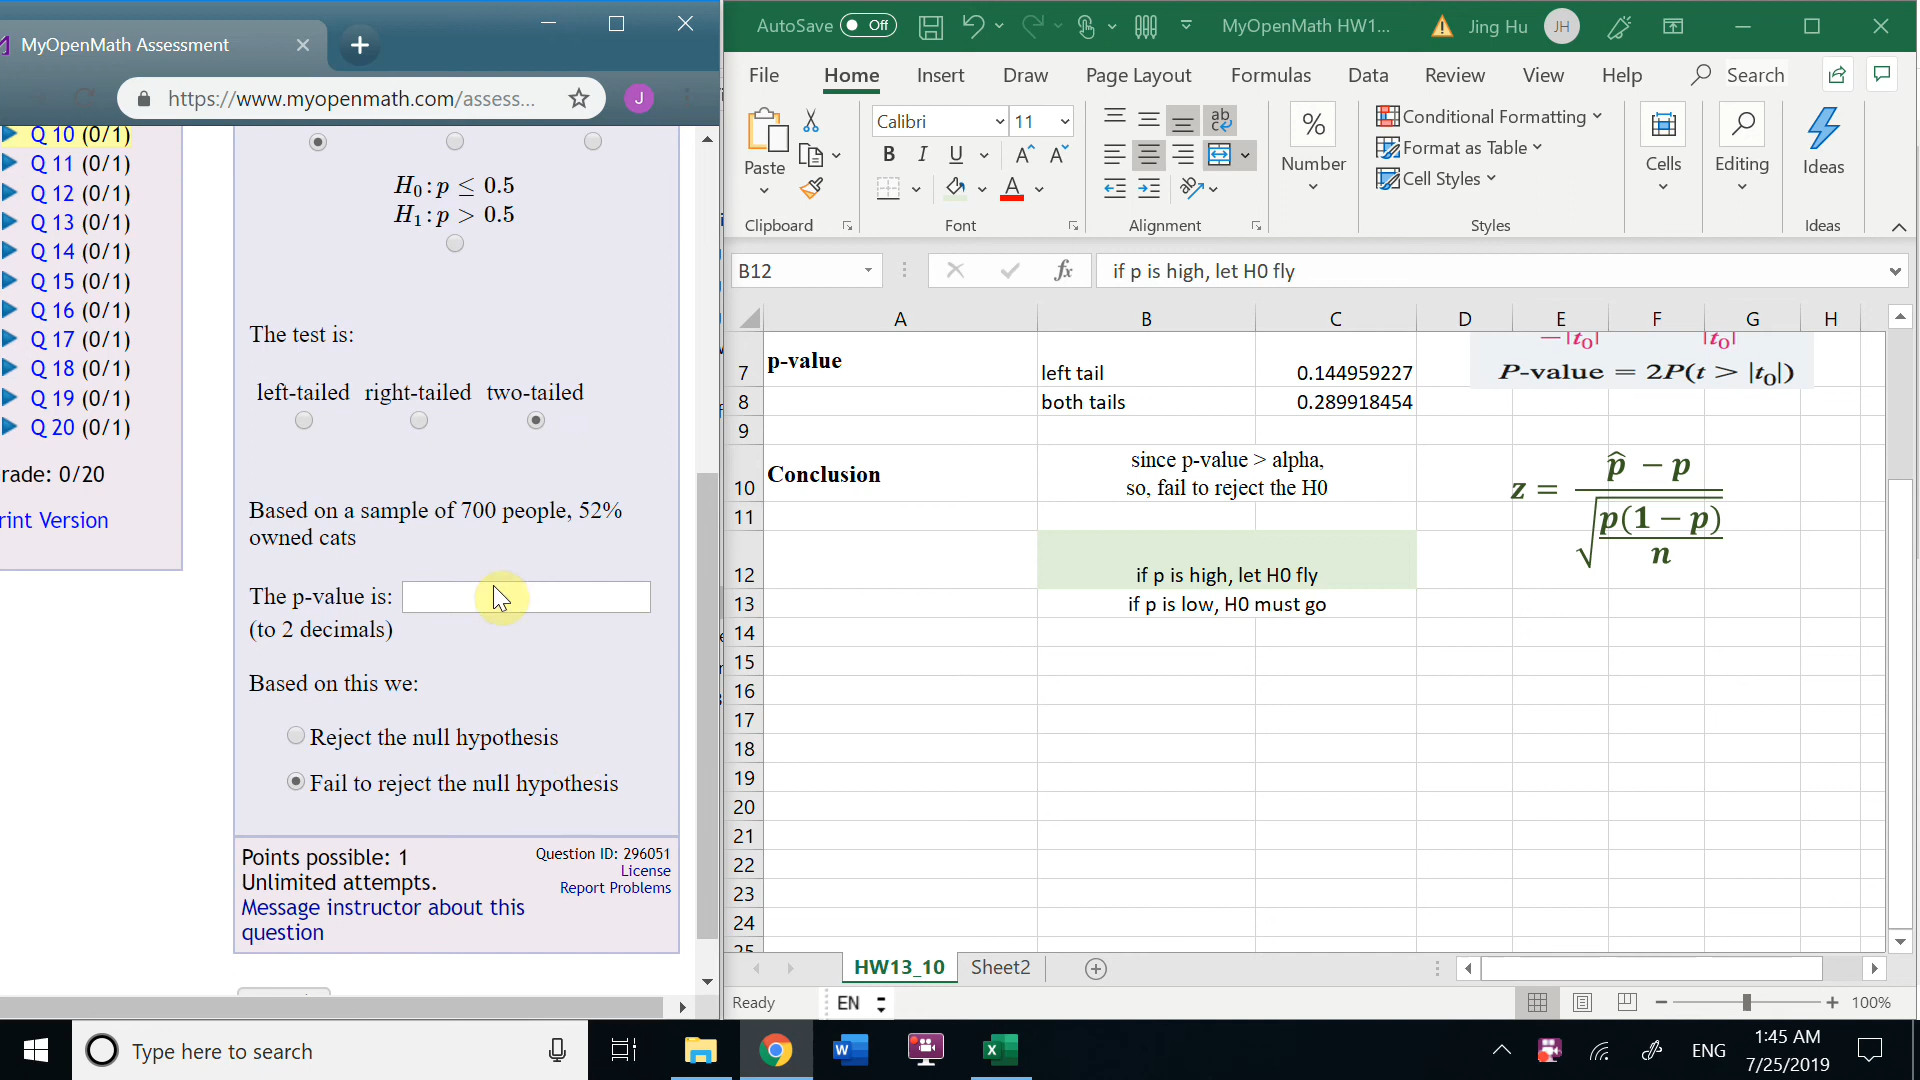 MyOpenMath Assessment
https://www.myopenmath.com/assess...
J
Q 10 (0/1)
Q 11 (0/1)
Q 12 (0/1)
Q 13 (0/1)
Q 14 (0/1)
Q 15 (0/1)
Q 16 (0/1)
Q 17 (0/1)
Q 18 (0/1)
Q 19 (0/1)
Q 20 (0/1)
rade: 0/20
rint Version
H0 : p ≤ 0.5
H1 : p > 0.5
The test is:
left-tailed right-tailed two-tailed
Based on a sample of 700 people, 52%
owned cats
The p-value is:
(to 2 decimals)
Based on this we:
Reject the null hypothesis
Fail to reject the null hypothesis
Points possible: 1
Unlimited attempts.
Message instructor about this
question
Question ID: 296051
License
Report Problems
AutoSave Off
MyOpenMath HW1...
Jing Hu JH
File Home Insert Draw Page Layout Formulas Data Review View Help Search
Paste
Clipboard
Calibri 11
B I U A A
A
Font
ab
Alignment
%
Number
Conditional Formatting
Format as Table
Cell Styles
Styles
Cells
Editing
Ideas
Ideas
B12 fx if p is high, let H0 fly
A B C D E F G H
−|t0| |t0|
P-value = 2P(t > |t0|)
7 p-value left tail 0.144959227
8 both tails 0.289918454
9
10 Conclusion since p-value > alpha,
so, fail to reject the H0
z = p̂ − p / √(p(1 − p) / n)
11
12 if p is high, let H0 fly
13 if p is low, H0 must go
14
15
16
17
18
19
20
21
22
23
24
25
HW13_10 Sheet2
Ready EN 100%
Type here to search
ENG
1:45 AM
7/25/2019